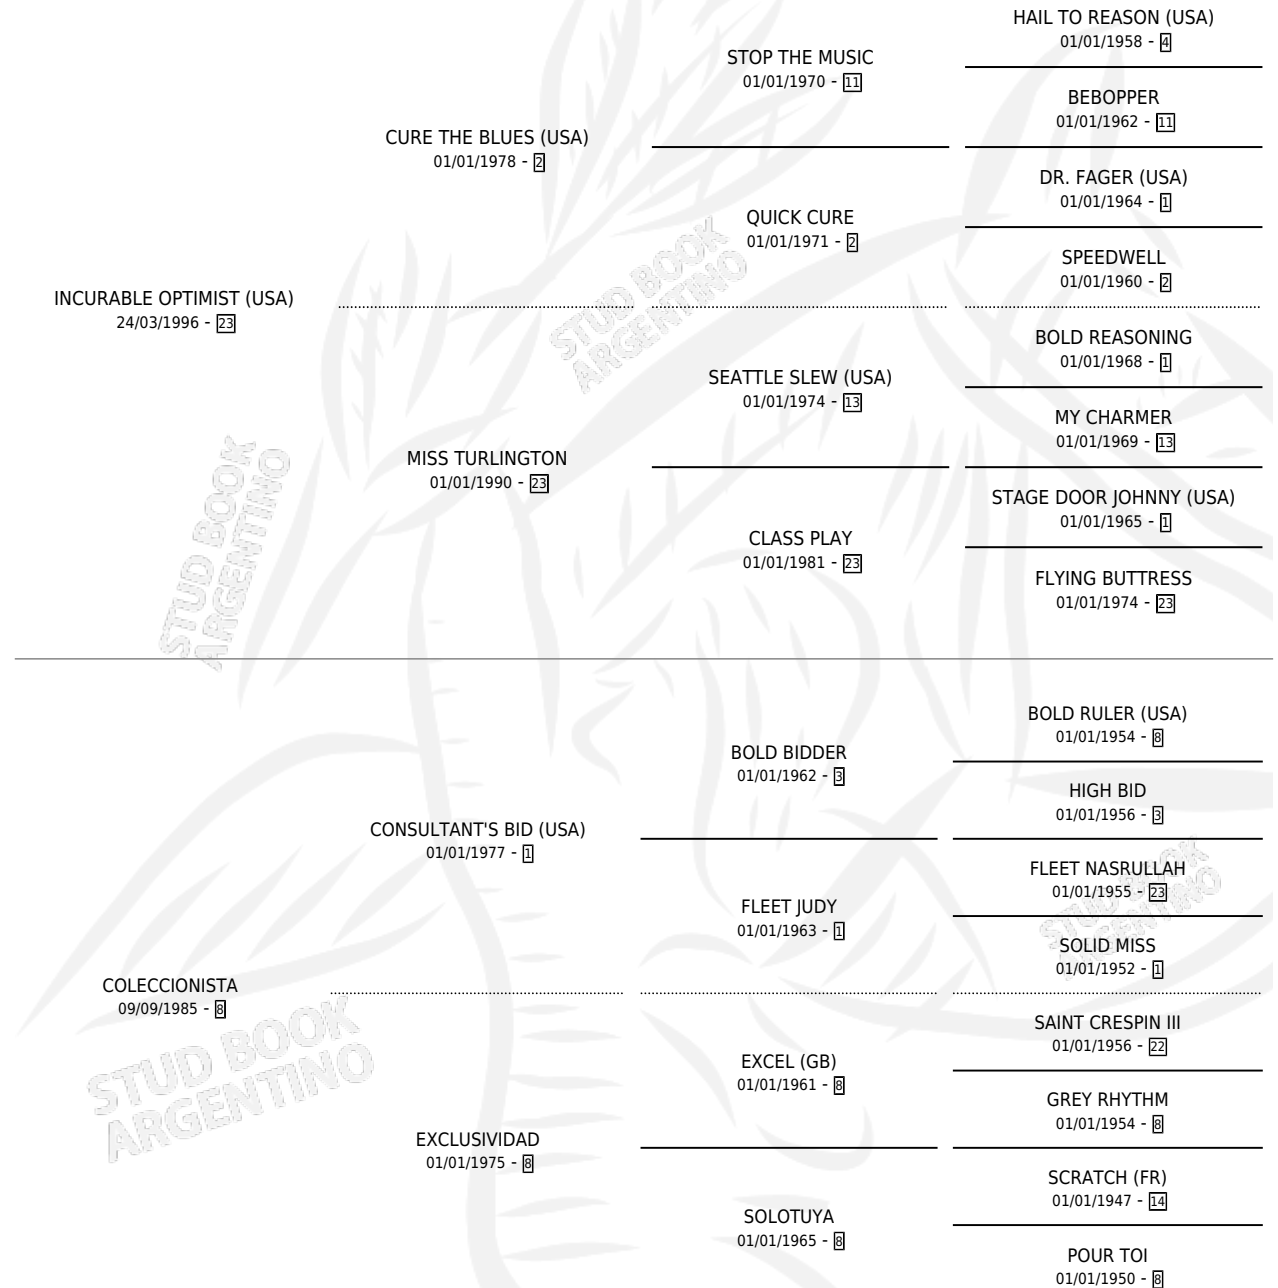 HAIL TO REASON (USA)
01/01/1958 - 4
STOP THE MUSIC
01/01/1970 - 11
BEBOPPER
01/01/1962 - 11
CURE THE BLUES (USA)
01/01/1978 - 2
DR. FAGER (USA)
01/01/1964 - 1
QUICK CURE
01/01/1971 - 2
SPEEDWELL
01/01/1960 - 2
INCURABLE OPTIMIST (USA)
24/03/1996 - 23
BOLD REASONING
01/01/1968 - 1
SEATTLE SLEW (USA)
01/01/1974 - 13
MY CHARMER
01/01/1969 - 13
MISS TURLINGTON
01/01/1990 - 23
STAGE DOOR JOHNNY (USA)
01/01/1965 - 1
CLASS PLAY
01/01/1981 - 23
FLYING BUTTRESS
01/01/1974 - 23
BOLD RULER (USA)
01/01/1954 - 8
BOLD BIDDER
01/01/1962 - 3
HIGH BID
01/01/1956 - 3
CONSULTANT'S BID (USA)
01/01/1977 - 1
FLEET NASRULLAH
01/01/1955 - 23
FLEET JUDY
01/01/1963 - 1
SOLID MISS
01/01/1952 - 1
COLECCIONISTA
09/09/1985 - 8
SAINT CRESPIN III
01/01/1956 - 22
EXCEL (GB)
01/01/1961 - 8
GREY RHYTHM
01/01/1954 - 8
EXCLUSIVIDAD
01/01/1975 - 8
SCRATCH (FR)
01/01/1947 - 14
SOLOTUYA
01/01/1965 - 8
POUR TOI
01/01/1950 - 8
STUD BOOK
ARGENTINO
STUD BOOK
ARGENTINO
STUD BOOK
ARGENTINO
STUD BOOK
ARGENTINO